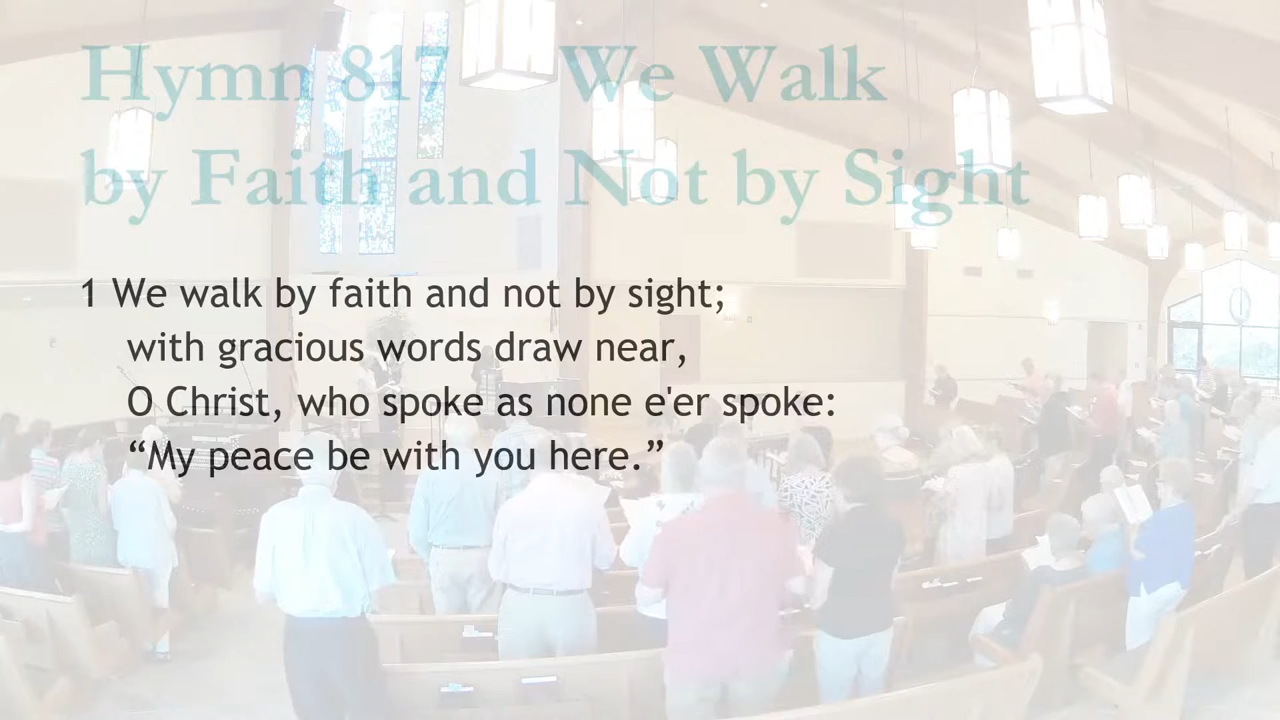 Hymn 817 We Walk
by Faith and Not by Sight
1 We walk by faith and not by sight;
with gracious words draw near,
O Christ, who spoke as none e'er spoke:
“My peace be with you here.”